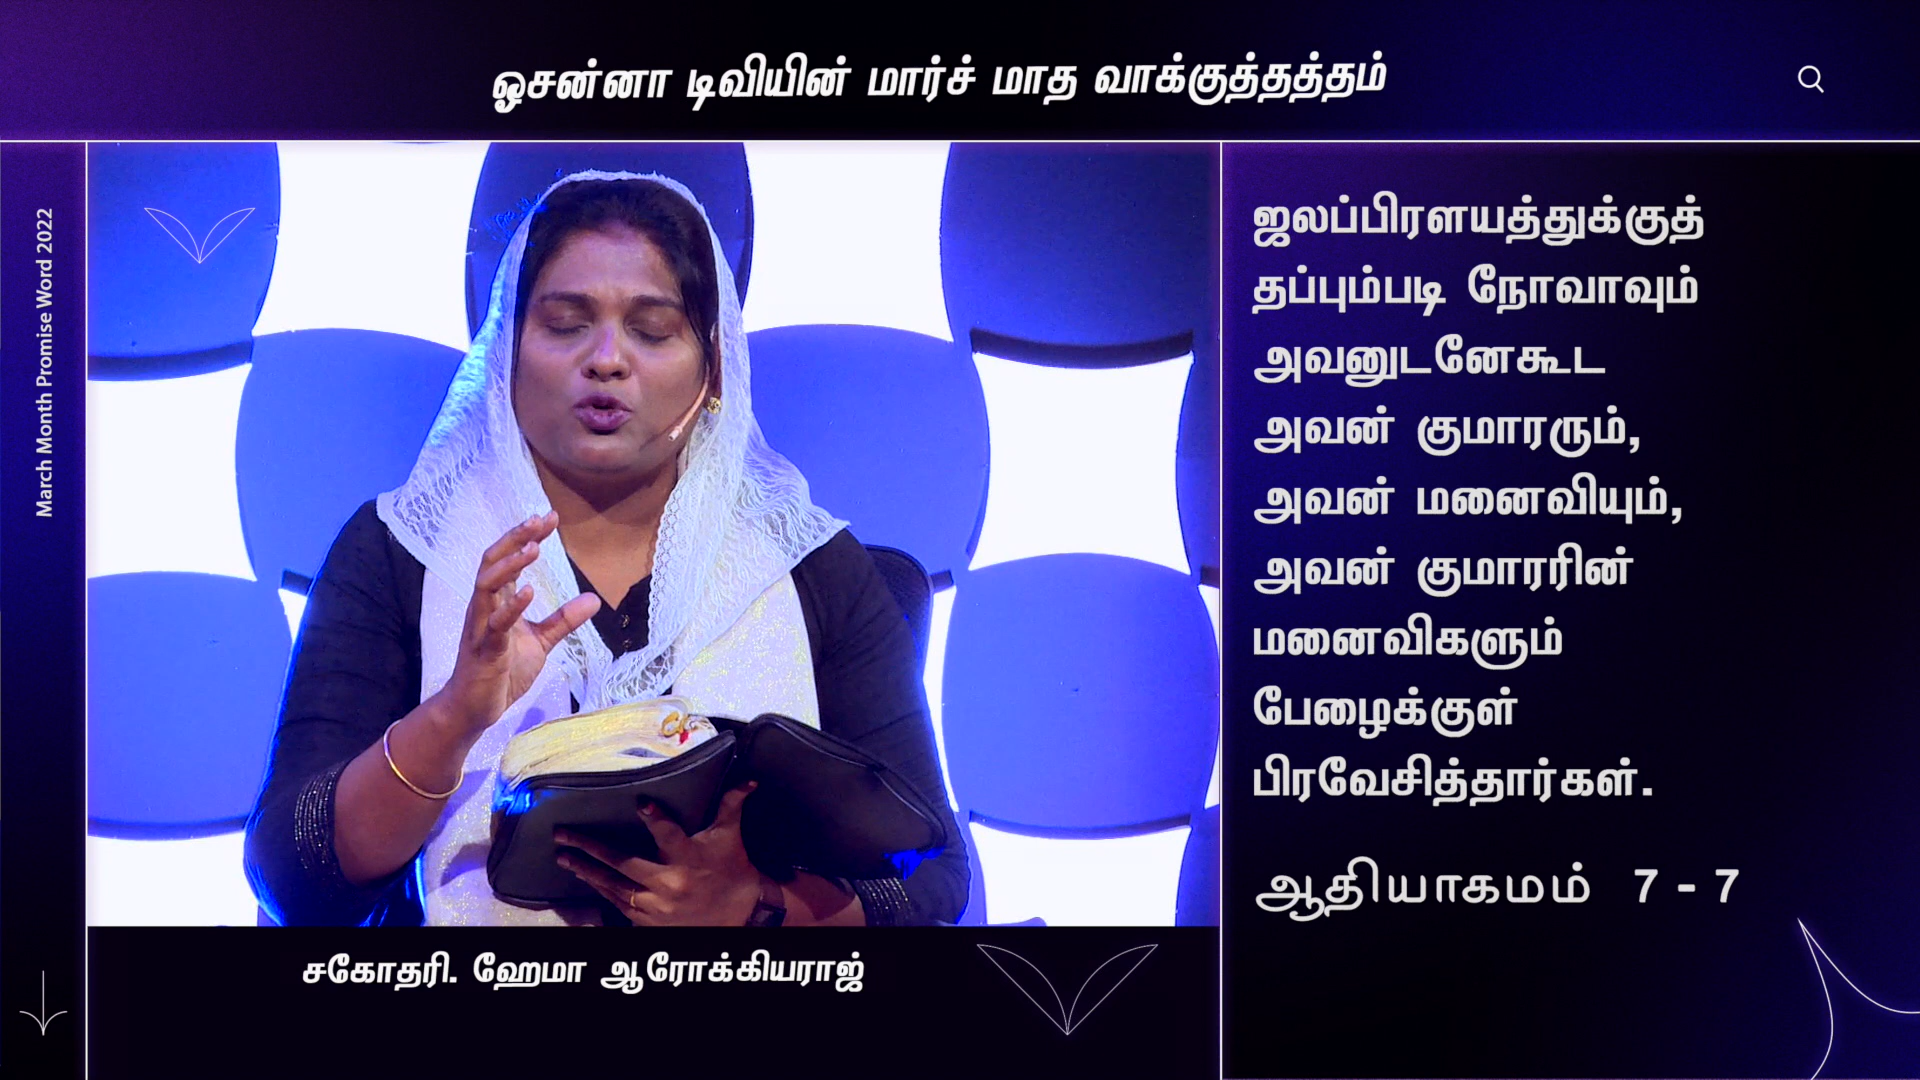 ஓசன்னா டிவியின் மார்ச் மாத வாக்குத்தத்தம்
March Month Promise Word 2022
ஜலப்பிரளயத்துக்குத்
தப்பும்படி நோவாவும்
அவனுடனேகூட
அவன் குமாரரும்,
அவன் மனைவியும்,
அவன் குமாரரின்
மனைவிகளும்
பேழைக்குள்
பிரவேசித்தார்கள்.
ஆதியாகமம் 7 - 7
சகோதரி. ஹேமா ஆரோக்கியராஜ்